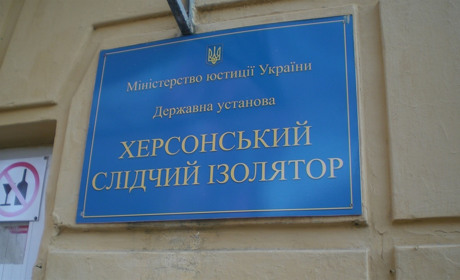 Міністерство юстиції України
Державна установа
ХЕРСОНСЬКИЙ
СЛІДЧИЙ ІЗОЛЯТОР